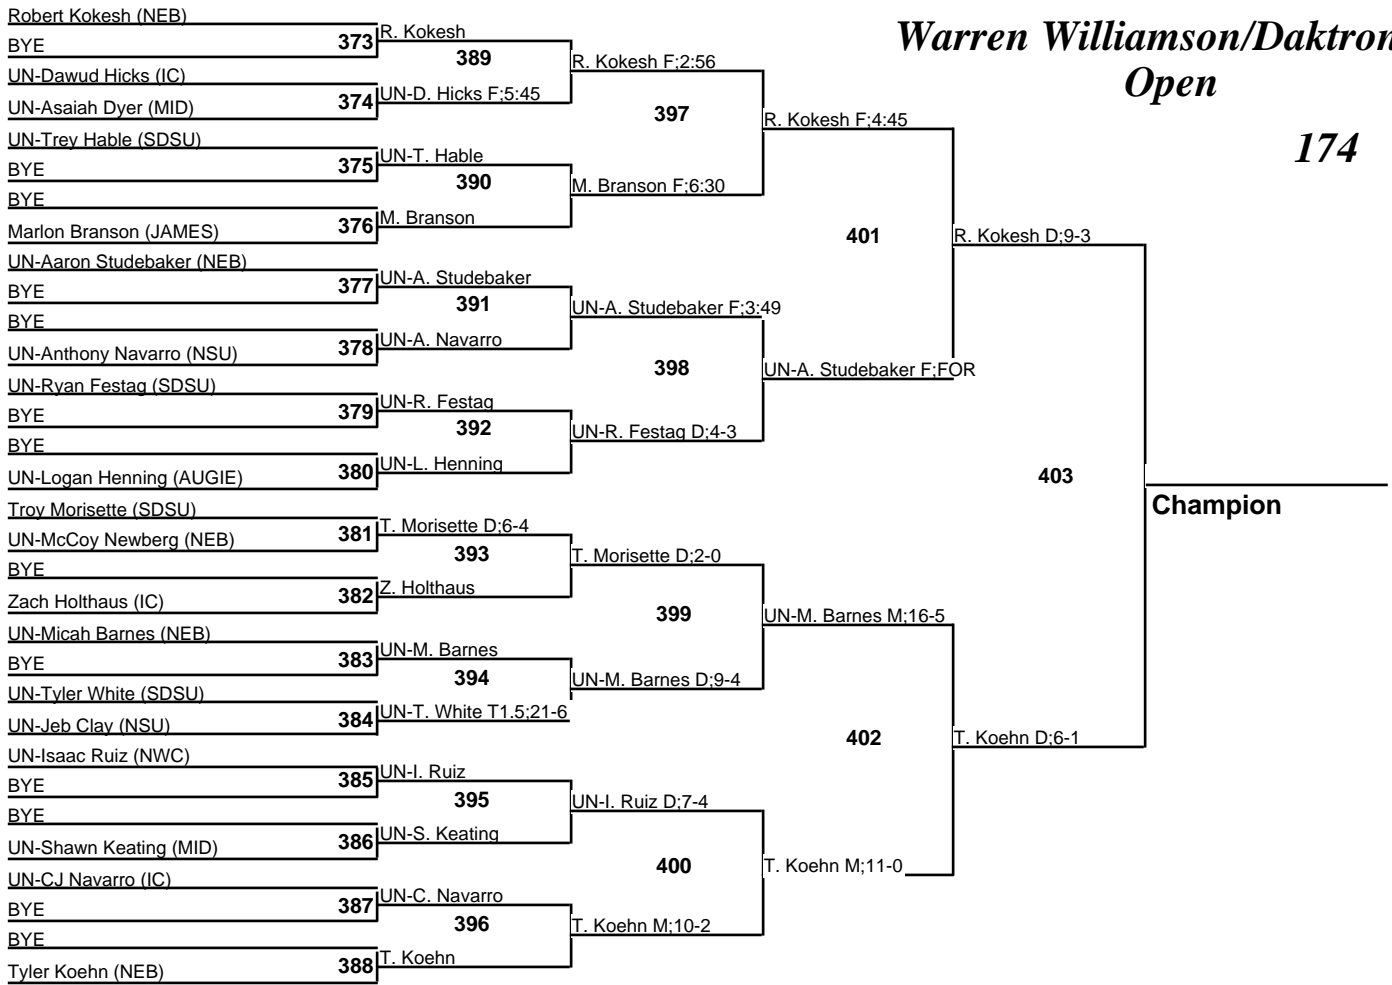 Warren Williamson/Daktron
Open
174
Robert Kokesh (NEB)
BYE
UN-Dawud Hicks (IC)
UN-Asaiah Dyer (MID)
UN-Trey Hable (SDSU)
BYE
BYE
Marlon Branson (JAMES)
UN-Aaron Studebaker (NEB)
BYE
BYE
UN-Anthony Navarro (NSU)
UN-Ryan Festag (SDSU)
BYE
BYE
UN-Logan Henning (AUGIE)
Troy Morisette (SDSU)
UN-McCoy Newberg (NEB)
BYE
Zach Holthaus (IC)
UN-Micah Barnes (NEB)
BYE
UN-Tyler White (SDSU)
UN-Jeb Clay (NSU)
UN-Isaac Ruiz (NWC)
BYE
BYE
UN-Shawn Keating (MID)
UN-CJ Navarro (IC)
BYE
BYE
Tyler Koehn (NEB)
373
374
375
376
377
378
379
380
381
382
383
384
385
386
387
388
R. Kokesh
389
UN-D. Hicks F;5:45
UN-T. Hable
390
M. Branson
UN-A. Studebaker
391
UN-A. Navarro
UN-R. Festag
392
UN-L. Henning
T. Morisette D;6-4
393
Z. Holthaus
UN-M. Barnes
394
UN-T. White T1.5;21-6
UN-I. Ruiz
395
UN-S. Keating
UN-C. Navarro
396
T. Koehn
R. Kokesh F;2:56
397
M. Branson F;6:30
UN-A. Studebaker F;3:49
398
UN-R. Festag D;4-3
T. Morisette D;2-0
399
UN-M. Barnes D;9-4
UN-I. Ruiz D;7-4
400
T. Koehn M;10-2
R. Kokesh F;4:45
401
UN-A. Studebaker F;FOR
UN-M. Barnes M;16-5
402
T. Koehn M;11-0
R. Kokesh D;9-3
403
T. Koehn D;6-1
Champion